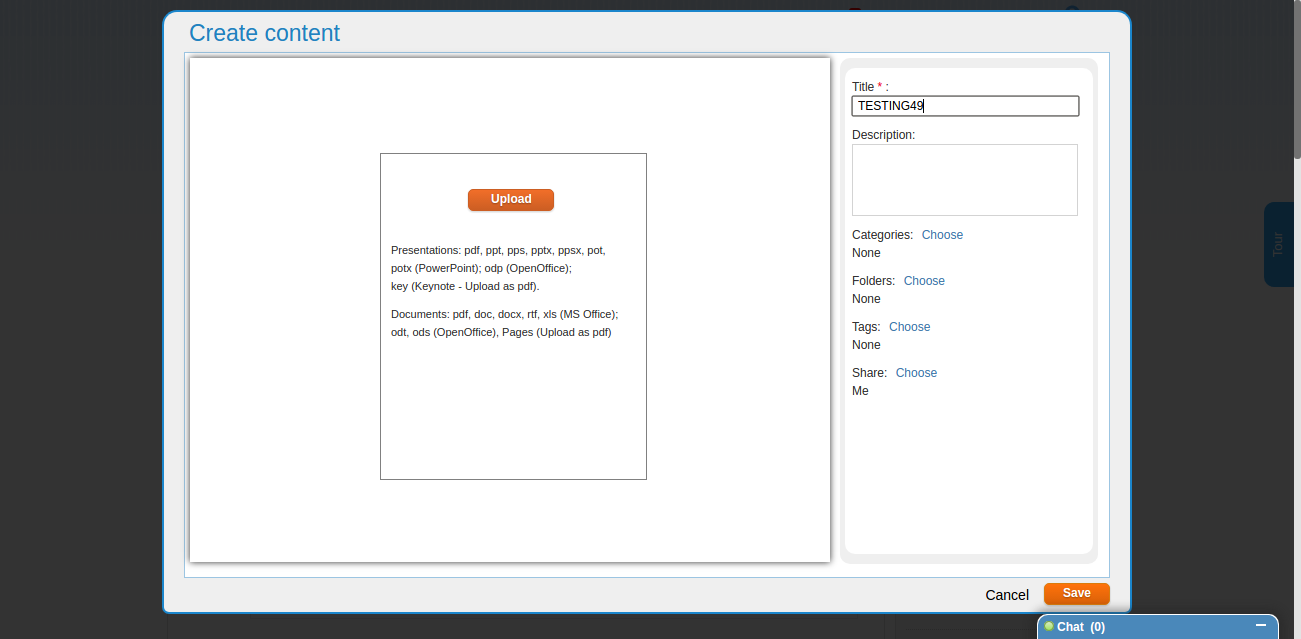 Create content
Upload
Presentations: pdf, ppt, pps, pptx, ppsx, pot,
potx (PowerPoint); odp (OpenOffice);
key (Keynote - Upload as pdf).
Documents: pdf, doc, docx, rtf, xls (MS Office);
odt, ods (OpenOffice), Pages (Upload as pdf)
Title * :
TESTING49
Description:
Categories: Choose
None
Folders: Choose
None
Tags: Choose
None
Share: Choose
Me
Tour
Cancel
Save
Chat (0)